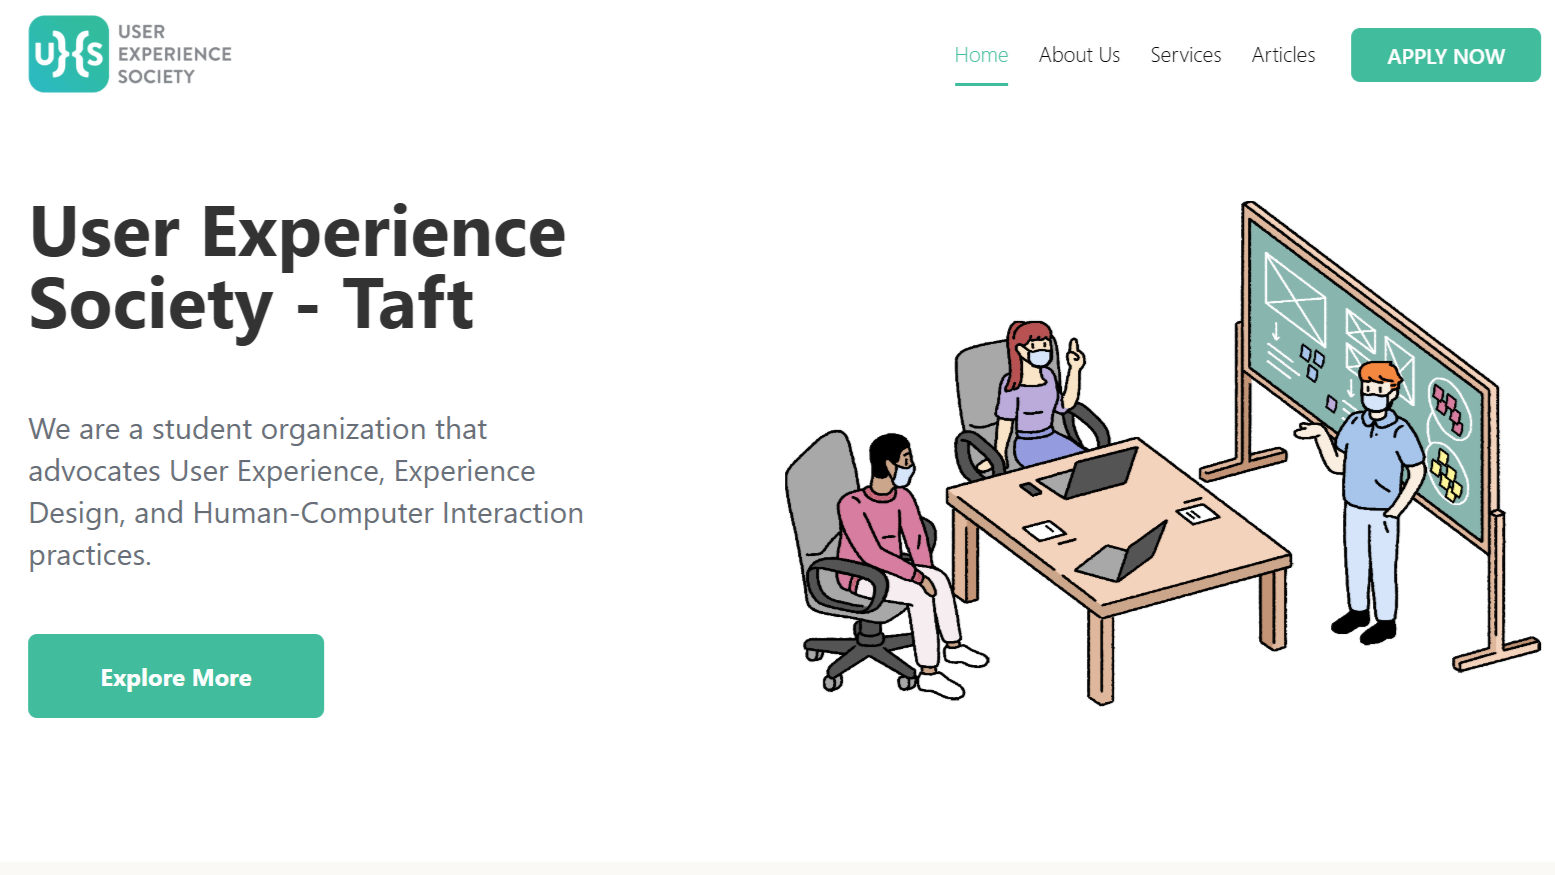 UXS
USER
EXPERIENCE
SOCIETY
Home
About Us
Services
Articles
APPLY NOW
User Experience
Society - Taft
We are a student organization that
advocates User Experience, Experience
Design, and Human-Computer Interaction
practices.
Explore More